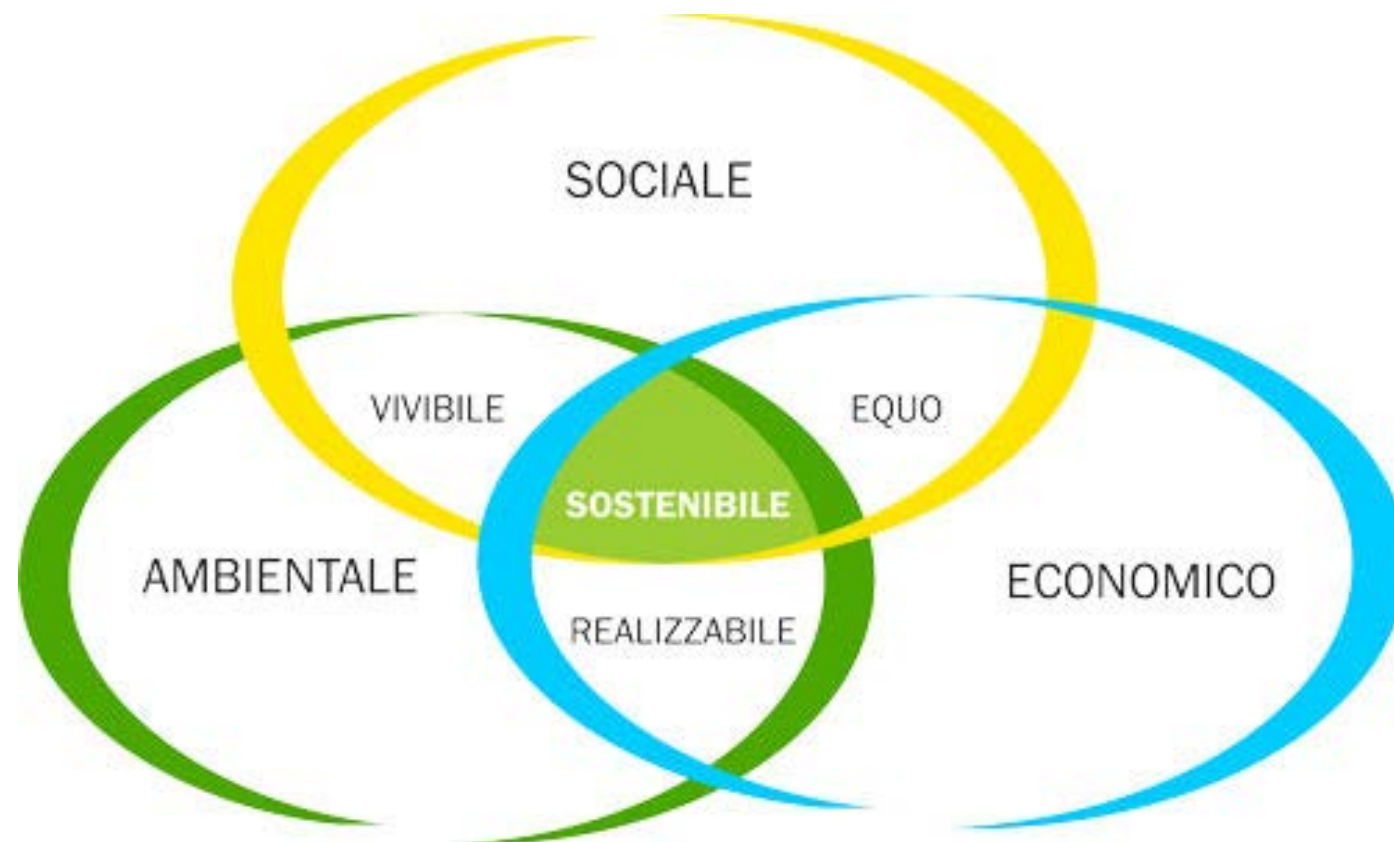 SOCIALE
VIVIBILE
EQUO
SOSTENIBILE
AMBIENTALE
ECONOMICO
REALIZZABILE